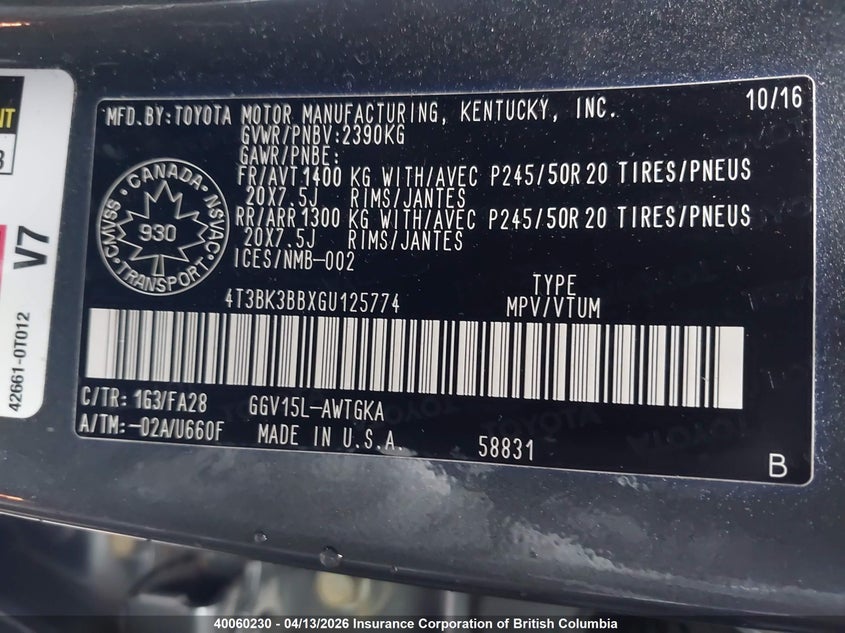 MFD.BY:TOYOTA MOTOR MANUFACTURING, KENTUCKY, INC. 10/16
GVWR/PNBV:2390KG
GAWR/PNBE:
FR/AVT1400 KG WITH/AVEC P245/50R20 TIRES/PNEUS
20X7.5J RIMS/JANTES
RR/ARR1300 KG WITH/AVEC P245/50R20 TIRES/PNEUS
20X7.5J RIMS/JANTES
ICES/NMB-002
CANADA
CMVSS
NSVAC
930
TRANSPORT
TYPE
4T3BK3BBXGU125774 MPV/VTUM
C/TR: 1G3/FA28 GGV15L-AWTGKA
A/TM:-02A/U660F MADE IN U.S.A. 58831
B
V7
42661-0T012
40060230 - 04/13/2026 Insurance Corporation of British Columbia